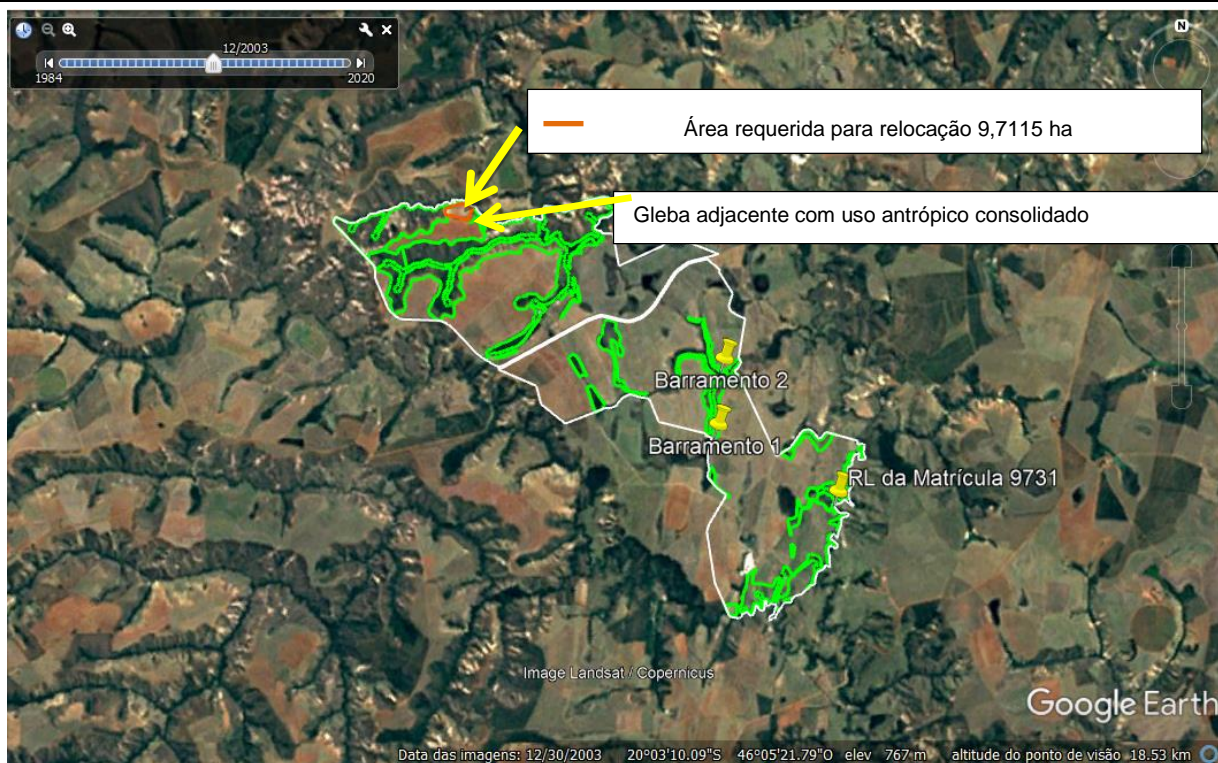 12/2003
1984
2020
N
Área requerida para relocação 9,7115 ha
Gleba adjacente com uso antrópico consolidado
Barramento 2
Barramento 1
RL da Matrícula 9731
Image Landsat / Copernicus
Google Earth
Data das imagens: 12/30/2003 20°03'10.09"S 46°05'21.79"O elev 767 m altitude do ponto de visão 18.53 km